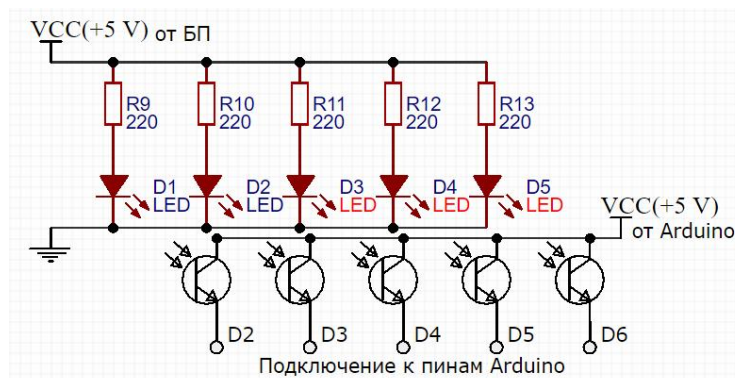 VCC(+5 V) от БП
R9 R10 R11 R12 R13
220 220 220 220 220
D1 D2 D3 D4 D5
LED LED LED LED LED
VCC(+5 V)
от Arduino
D2 D3 D4 D5 D6
Подключение к пинам Arduino